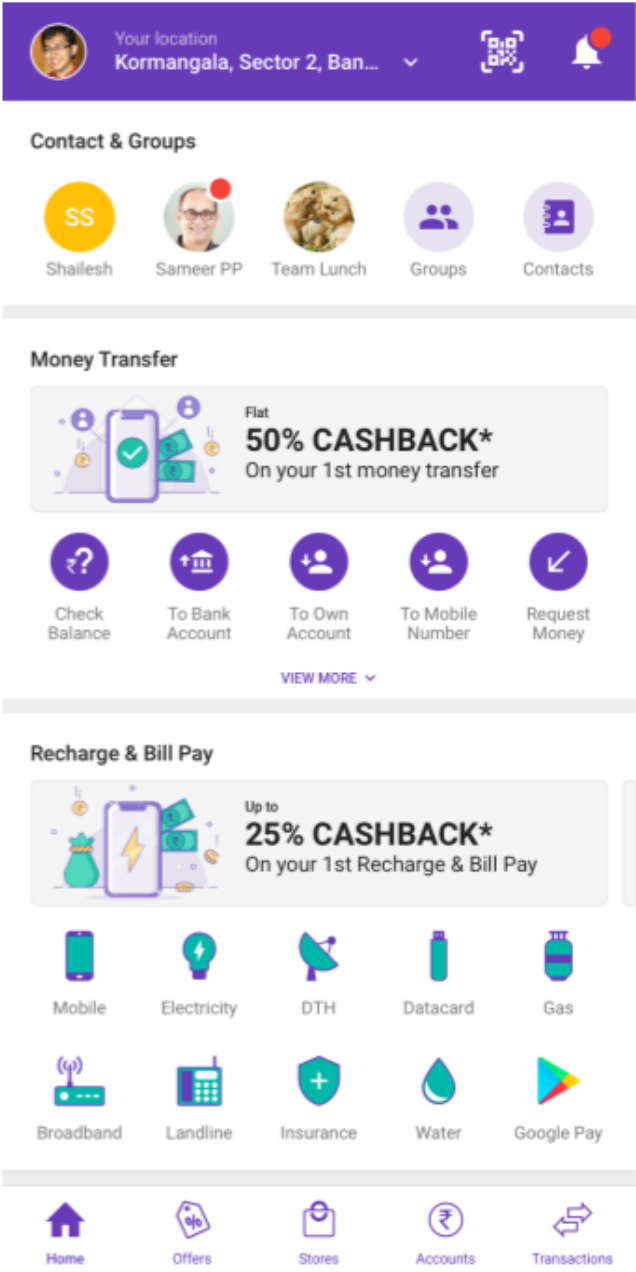 Your location
Kormangala, Sector 2, Ban...
Contact & Groups
SS
Shailesh
Sameer PP
Team Lunch
Groups
Contacts
Money Transfer
Flat
50% CASHBACK*
On your 1st money transfer
₹?
Check
Balance
To Bank
Account
To Own
Account
To Mobile
Number
Request
Money
VIEW MORE
Recharge & Bill Pay
Up to
25% CASHBACK*
On your 1st Recharge & Bill Pay
Mobile
Electricity
DTH
Datacard
Gas
Broadband
Landline
Insurance
Water
Google Pay
%
₹
Home
Offers
Stores
Accounts
Transactions